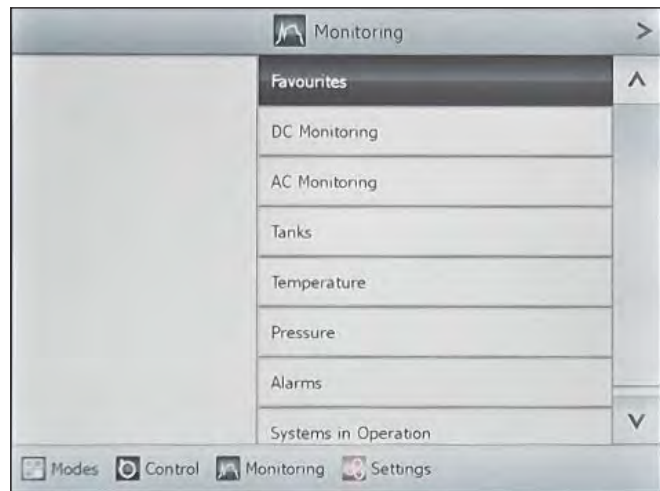 Monitoring >
Favourites
DC Monitoring
AC Monitoring
Tanks
Temperature
Pressure
Alarms
Systems in Operation
Modes Control Monitoring Settings